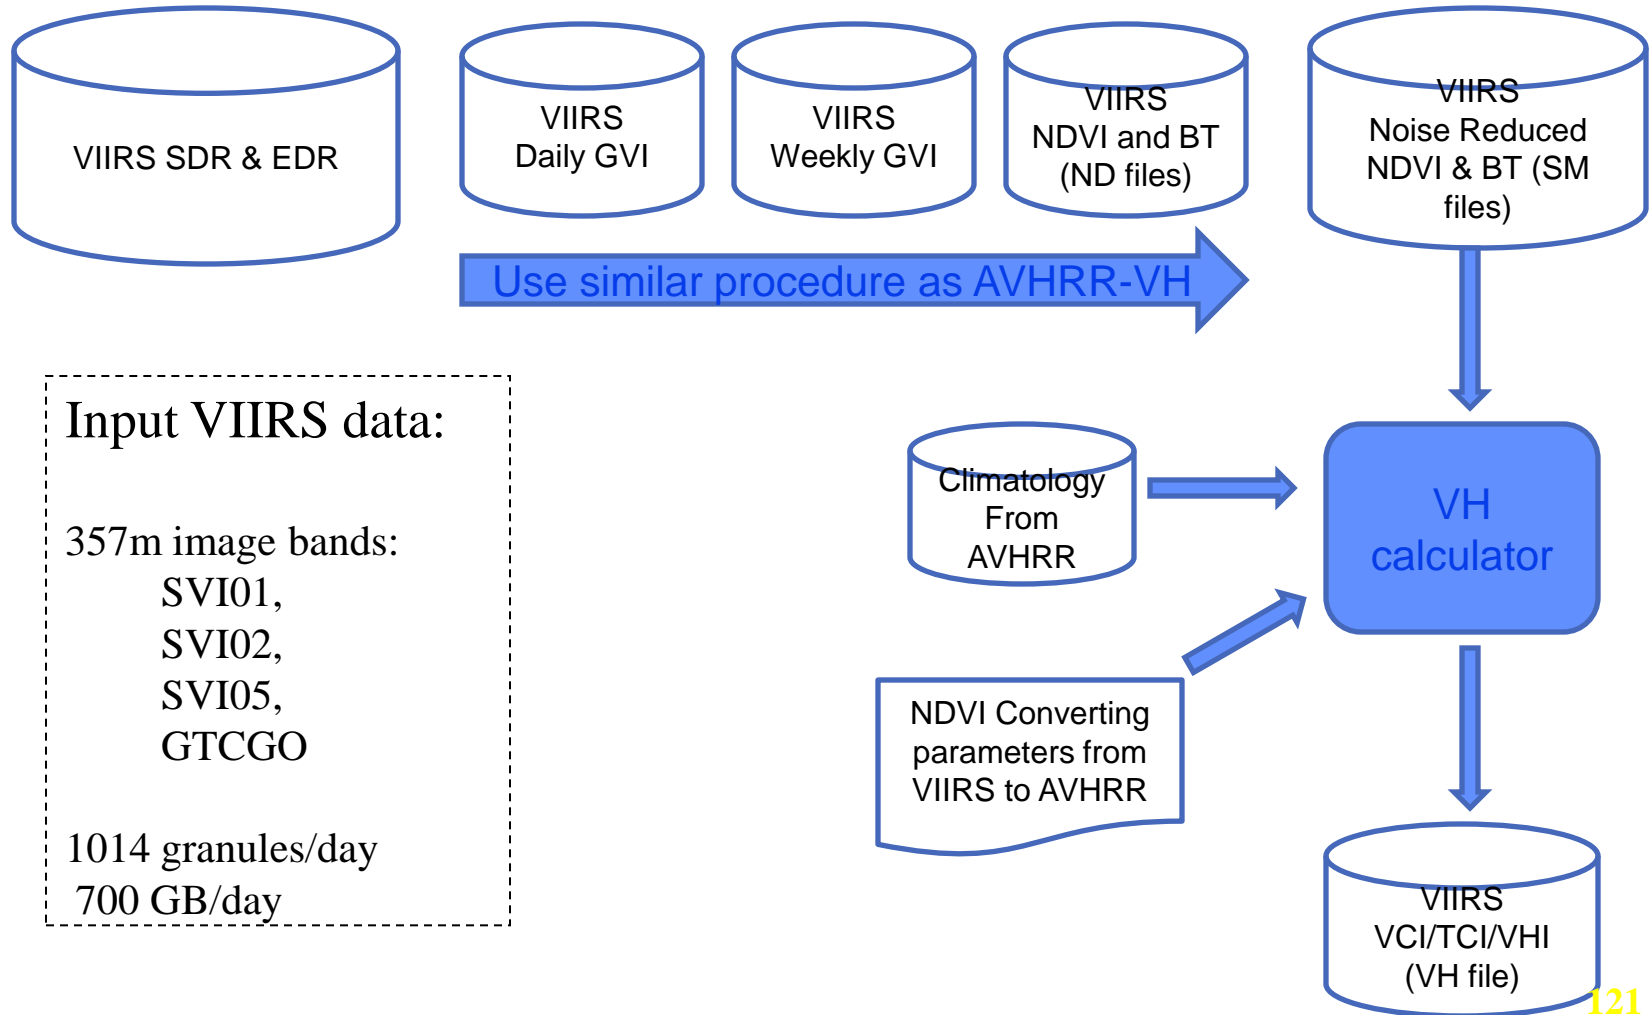 VIIRS SDR & EDR
VIIRS
Daily GVI
VIIRS
Weekly GVI
VIIRS
NDVI and BT
(ND files)
VIIRS
Noise Reduced
NDVI & BT (SM
files)
Use similar procedure as AVHRR-VH
Input VIIRS data:
357m image bands:
SVI01,
SVI02,
SVI05,
GTCGO
1014 granules/day
700 GB/day
Climatology
From
AVHRR
VH
calculator
NDVI Converting
parameters from
VIIRS to AVHRR
VIIRS
VCI/TCI/VHI
(VH file)
121